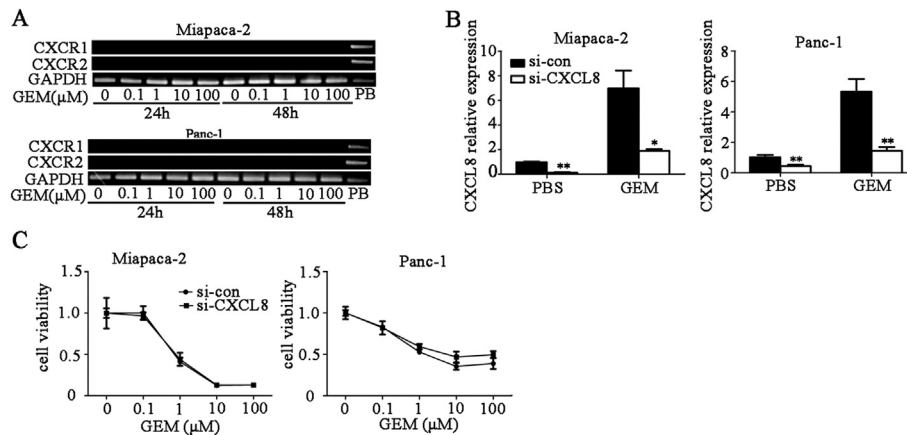 A
Miapaca-2
CXCR1
CXCR2
GAPDH
GEM(μM) 0 0.1 1 10 100 0 0.1 1 10 100 PB
24h 48h
Panc-1
CXCR1
CXCR2
GAPDH
GEM(μM) 0 0.1 1 10 100 0 0.1 1 10 100 PB
24h 48h
B
Miapaca-2
CXCL8 relative expression
10
8
6
4
2
0
si-con
si-CXCL8
**
*
PBS GEM
Panc-1
CXCL8 relative expression
8
6
4
2
0
**
**
PBS GEM
C
Miapaca-2
cell viability
1.5
1.0
0.5
0
si-con
si-CXCL8
0 0.1 1 10 100
GEM (μM)
Panc-1
cell viability
1.5
1.0
0.5
0
0 0.1 1 10 100
GEM (μM)